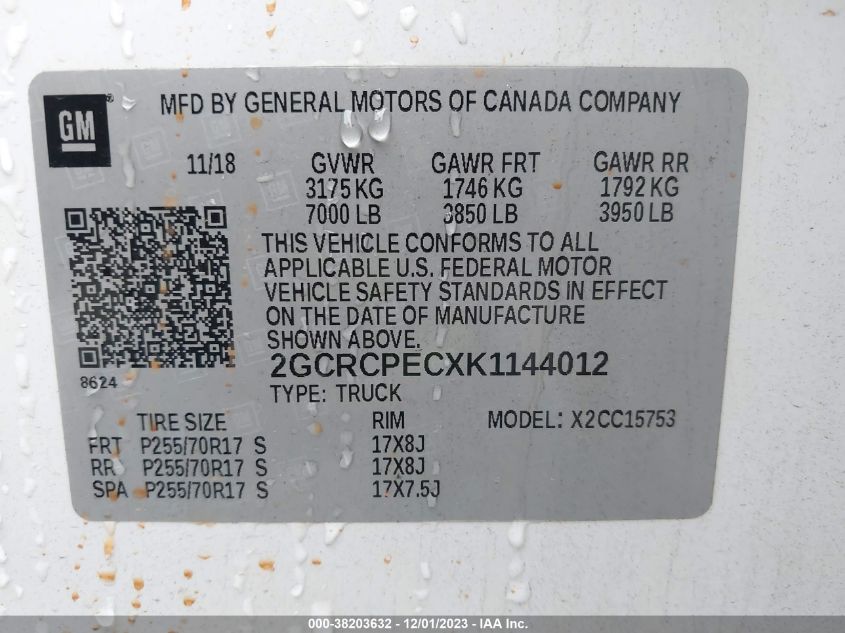 MFD BY GENERAL MOTORS OF CANADA COMPANY
GM
11/18 GVWR GAWR FRT GAWR RR
3175 KG 1746 KG 1792 KG
7000 LB 3850 LB 3950 LB
THIS VEHICLE CONFORMS TO ALL
APPLICABLE U.S. FEDERAL MOTOR
VEHICLE SAFETY STANDARDS IN EFFECT
ON THE DATE OF MANUFACTURE
SHOWN ABOVE.
2GCRCPECXK1144012
8624
TYPE: TRUCK
TIRE SIZE RIM MODEL: X2CC15753
FRT P255/70R17 S 17X8J
RR P255/70R17 S 17X8J
SPA P255/70R17 S 17X7.5J
000-38203632 - 12/01/2023 - IAA Inc.